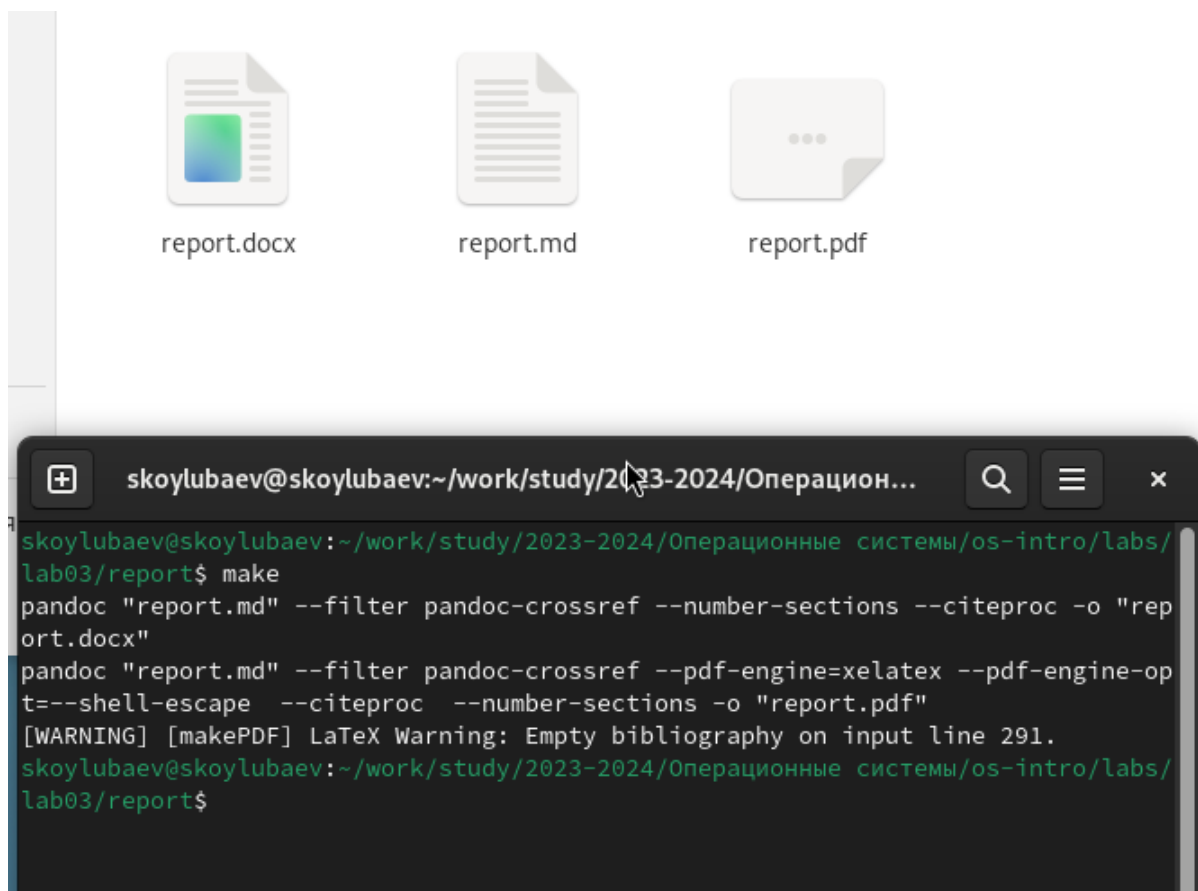 report.docx
report.md
report.pdf
skoylubaev@skoylubaev:~/work/study/2023-2024/Операцион...
я
skoylubaev@skoylubaev:~/work/study/2023-2024/Операционные системы/os-intro/labs/
lab03/report$ make
pandoc "report.md" --filter pandoc-crossref --number-sections --citeproc -o "rep
ort.docx"
pandoc "report.md" --filter pandoc-crossref --pdf-engine=xelatex --pdf-engine-op
t=--shell-escape  --citeproc  --number-sections -o "report.pdf"
[WARNING] [makePDF] LaTeX Warning: Empty bibliography on input line 291.
skoylubaev@skoylubaev:~/work/study/2023-2024/Операционные системы/os-intro/labs/
lab03/report$